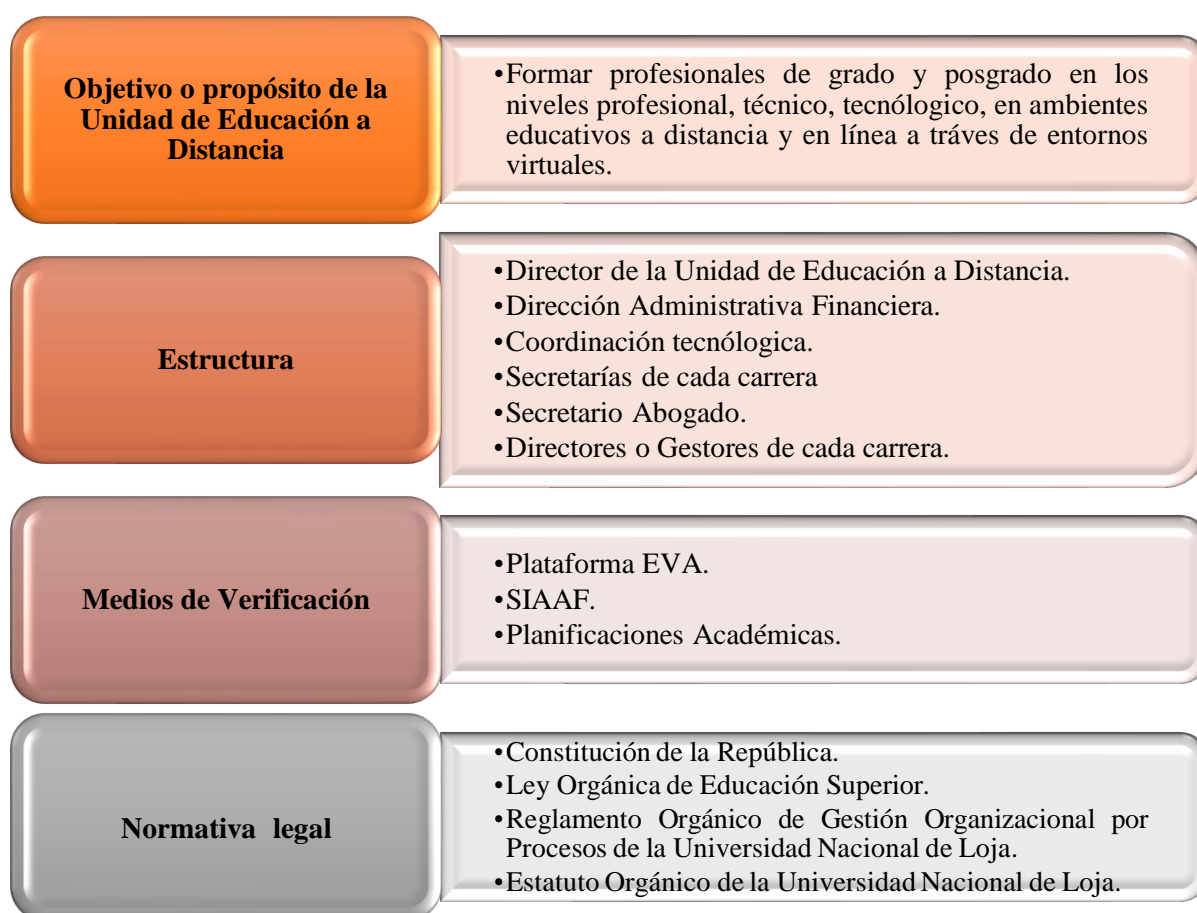 Objetivo o propósito de la
Unidad de Educación a
Distancia
•Formar profesionales de grado y posgrado en los
niveles profesional, técnico, tecnólogico, en ambientes
educativos a distancia y en línea a tráves de entornos
virtuales.
Estructura
•Director de la Unidad de Educación a Distancia.
•Dirección Administrativa Financiera.
•Coordinación tecnólogica.
•Secretarías de cada carrera
•Secretario Abogado.
•Directores o Gestores de cada carrera.
Medios de Verificación
•Plataforma EVA.
•SIAAF.
•Planificaciones Académicas.
Normativa legal
•Constitución de la República.
•Ley Orgánica de Educación Superior.
•Reglamento Orgánico de Gestión Organizacional por
Procesos de la Universidad Nacional de Loja.
•Estatuto Orgánico de la Universidad Nacional de Loja.